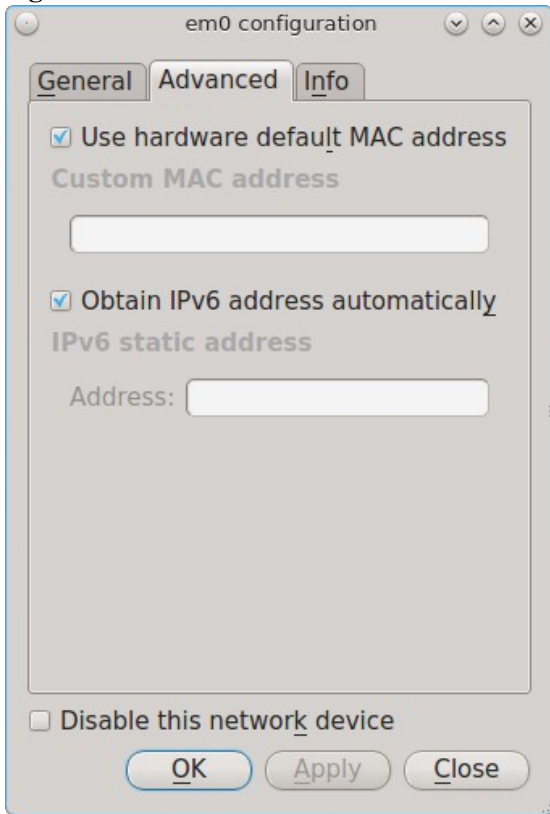 em0 configuration
General Advanced Info
Use hardware default MAC address
Custom MAC address
Obtain IPv6 address automatically
IPv6 static address
Address:
Disable this network device
OK Apply Close